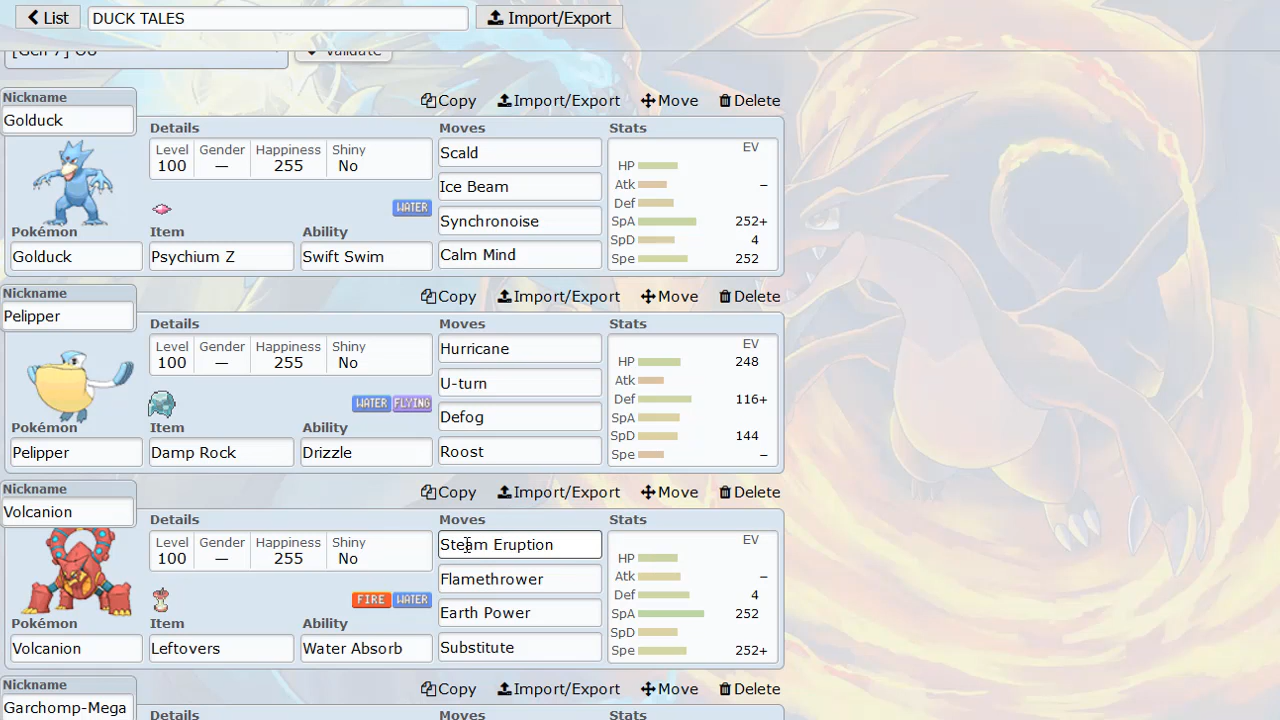 List
DUCK TALES
Import/Export
[Gen 7] OU
Validate
Nickname
Golduck
Copy Import/Export Move Delete
Details
Level Gender Happiness Shiny
100 — 255 No
WATER
Pokémon Item Ability
Golduck Psychium Z Swift Swim
Moves
Scald
Ice Beam
Synchronoise
Calm Mind
Stats
EV
HP
Atk –
Def
SpA 252+
SpD 4
Spe 252
Nickname
Pelipper
Copy Import/Export Move Delete
Details
Level Gender Happiness Shiny
100 — 255 No
WATER FLYING
Pokémon Item Ability
Pelipper Damp Rock Drizzle
Moves
Hurricane
U-turn
Defog
Roost
Stats
EV
HP 248
Atk
Def 116+
SpA
SpD 144
Spe –
Nickname
Volcanion
Copy Import/Export Move Delete
Details
Level Gender Happiness Shiny
100 — 255 No
FIRE WATER
Pokémon Item Ability
Volcanion Leftovers Water Absorb
Moves
Steam Eruption
Flamethrower
Earth Power
Substitute
Stats
EV
HP
Atk –
Def 4
SpA 252
SpD
Spe 252+
Nickname
Garchomp-Mega
Copy Import/Export Move Delete
Details
Moves
Stats